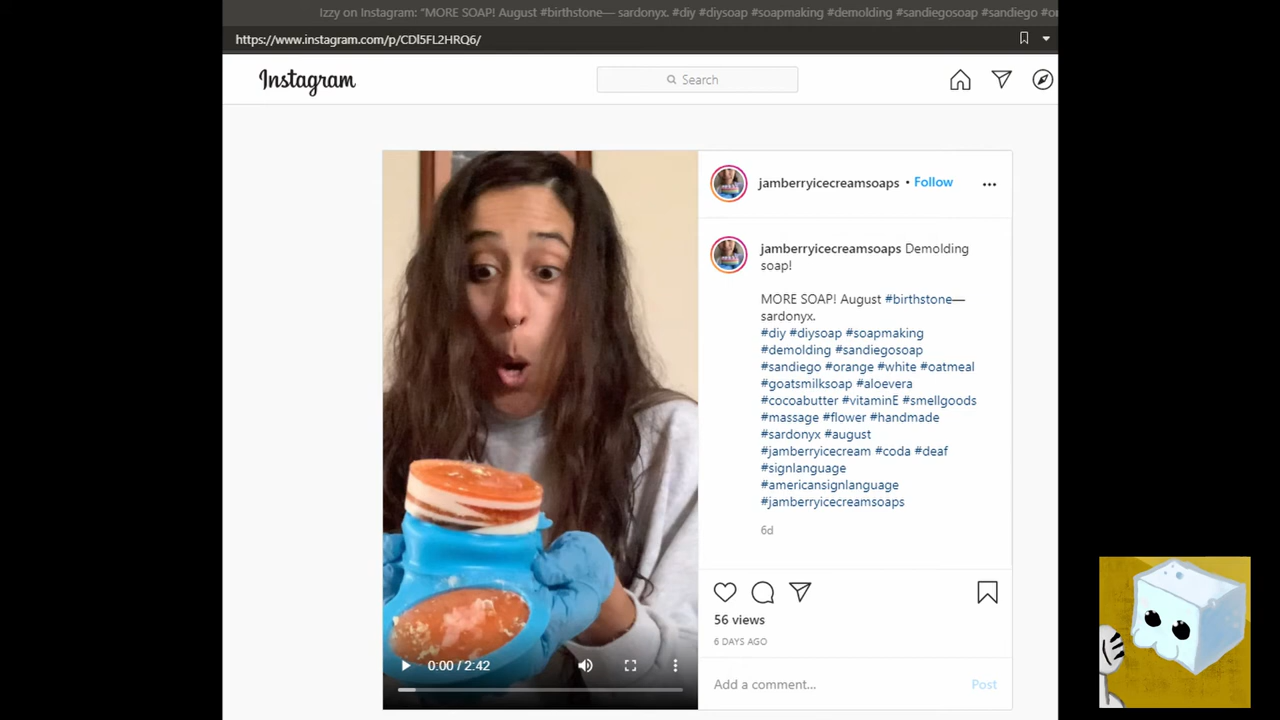 Izzy on Instagram: "MORE SOAP! August #birthstone— sardonyx. #diy #diysoap #soapmaking #demolding #sandiegosoap #sandiego #or
https://www.instagram.com/p/CDl5FL2HRQ6/
Instagram
Search
jamberryicecreamsoaps • Follow
jamberryicecreamsoaps Demolding
soap!
MORE SOAP! August #birthstone—
sardonyx.
#diy #diysoap #soapmaking
#demolding #sandiegosoap
#sandiego #orange #white #oatmeal
#goatsmilksoap #aloevera
#cocoabutter #vitaminE #smellgoods
#massage #flower #handmade
#sardonyx #august
#jamberryicecream #coda #deaf
#signlanguage
#americansignlanguage
#jamberryicecreamsoaps
6d
56 views
6 DAYS AGO
0:00 / 2:42
Add a comment... Post